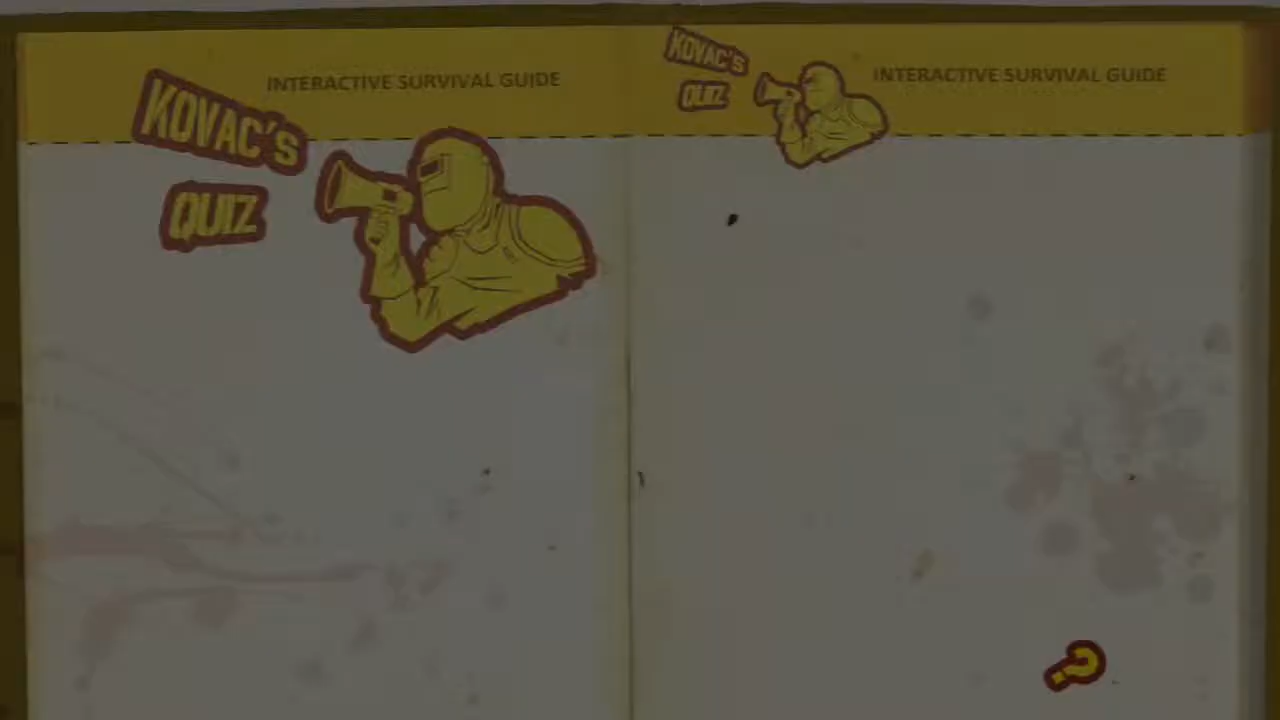 INTERACTIVE SURVIVAL GUIDE
KOVAC'S
QUIZ
KOVAC'S
QUIZ
INTERACTIVE SURVIVAL GUIDE
?